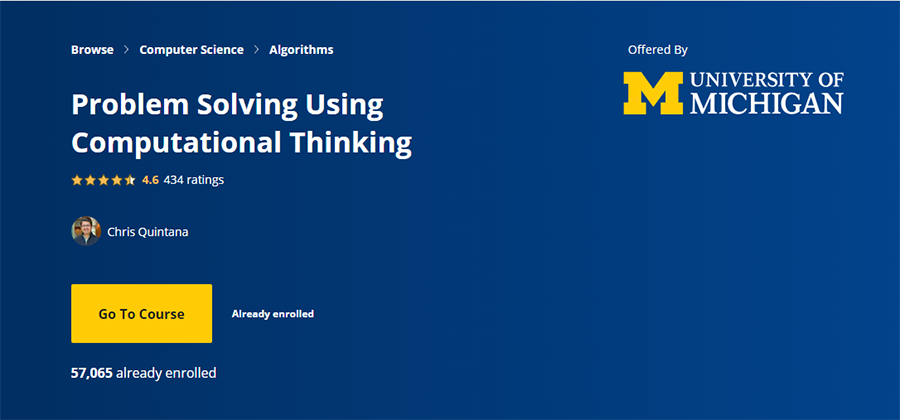 Browse > Computer Science > Algorithms
Offered By
M UNIVERSITY OF
MICHIGAN
Problem Solving Using
Computational Thinking
4.6 434 ratings
Chris Quintana
Go To Course
Already enrolled
57,065 already enrolled